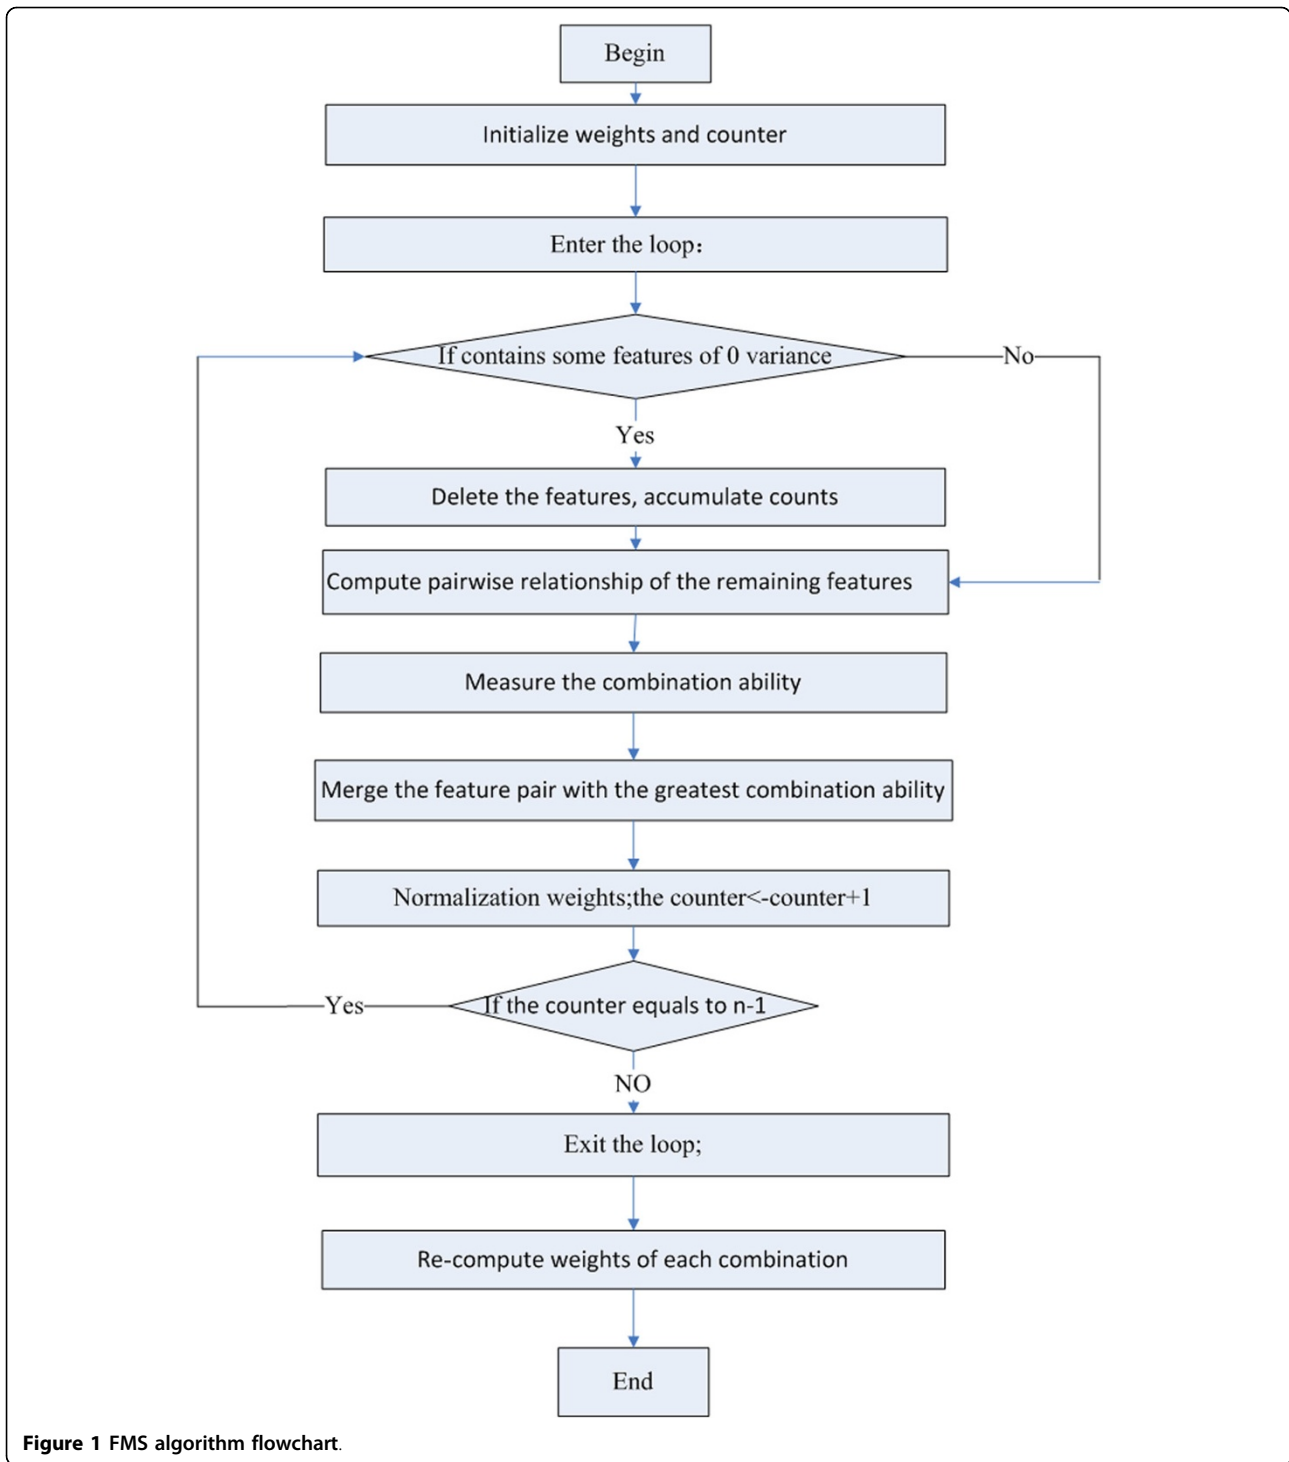 Begin
Initialize weights and counter
Enter the loop：
If contains some features of 0 variance
No
Yes
Delete the features, accumulate counts
Compute pairwise relationship of the remaining features
Measure the combination ability
Merge the feature pair with the greatest combination ability
Normalization weights;the counter<-counter+1
If the counter equals to n-1
Yes
NO
Exit the loop;
Re-compute weights of each combination
End
Figure 1 FMS algorithm flowchart.